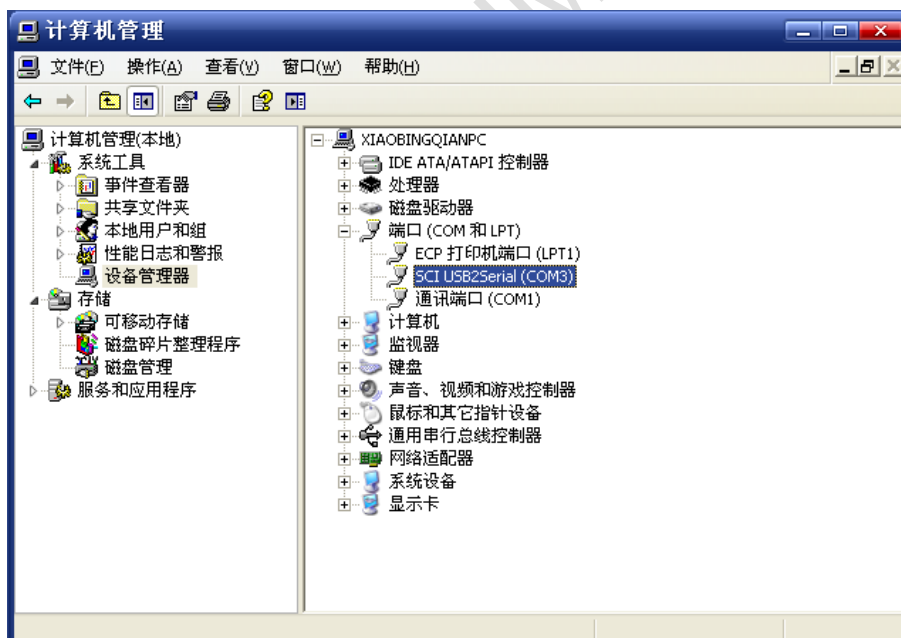 计算机管理
文件(F) 操作(A) 查看(V) 窗口(W) 帮助(H)
计算机管理(本地)
系统工具
事件查看器
共享文件夹
本地用户和组
性能日志和警报
设备管理器
存储
可移动存储
磁盘碎片整理程序
磁盘管理
服务和应用程序
XIAOBINGQIANPC
IDE ATA/ATAPI 控制器
处理器
磁盘驱动器
端口 (COM 和 LPT)
ECP 打印机端口 (LPT1)
SCI USB2Serial (COM3)
通讯端口 (COM1)
计算机
监视器
键盘
声音、视频和游戏控制器
鼠标和其它指针设备
通用串行总线控制器
网络适配器
系统设备
显示卡